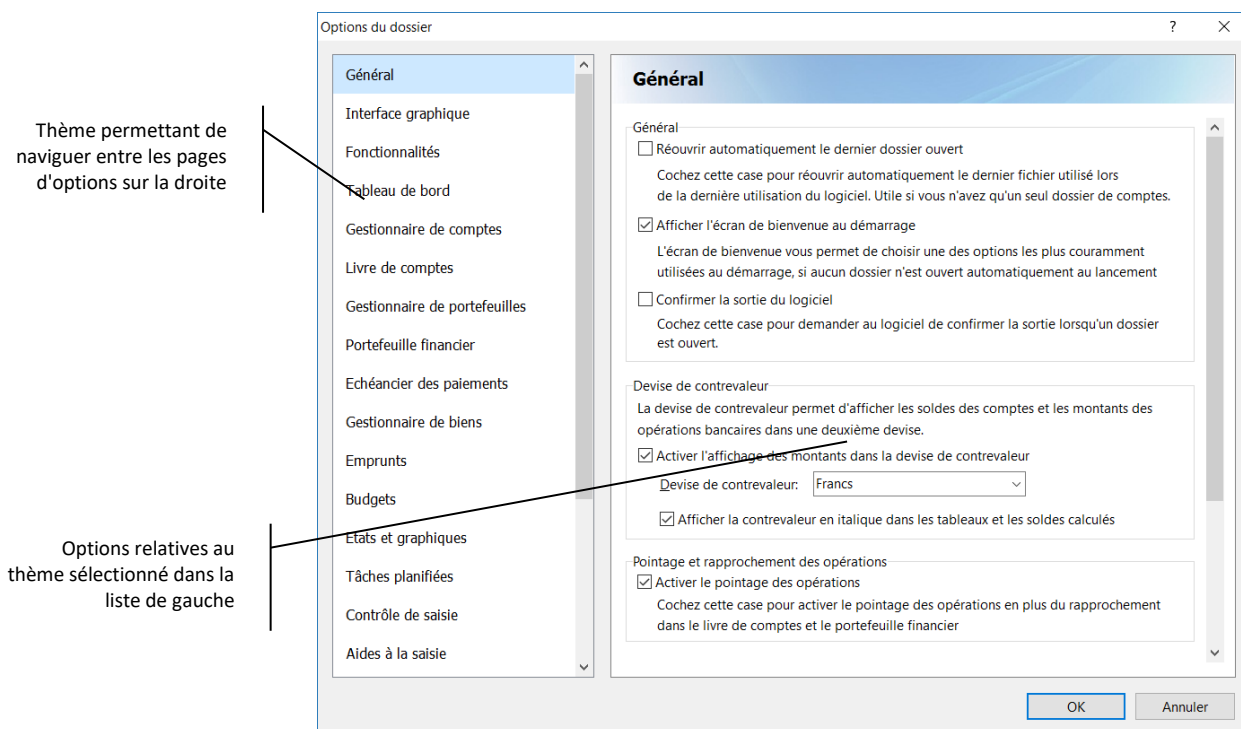 Options du dossier
?
Thème permettant de
naviguer entre les pages
d'options sur la droite
Options relatives au
thème sélectionné dans la
liste de gauche
Général
Interface graphique
Fonctionnalités
Tableau de bord
Gestionnaire de comptes
Livre de comptes
Gestionnaire de portefeuilles
Portefeuille financier
Echéancier des paiements
Gestionnaire de biens
Emprunts
Budgets
Etats et graphiques
Tâches planifiées
Contrôle de saisie
Aides à la saisie
Général
Général
Réouvrir automatiquement le dernier dossier ouvert
Cochez cette case pour réouvrir automatiquement le dernier fichier utilisé lors
de la dernière utilisation du logiciel. Utile si vous n'avez qu'un seul dossier de comptes.
Afficher l'écran de bienvenue au démarrage
L'écran de bienvenue vous permet de choisir une des options les plus couramment
utilisées au démarrage, si aucun dossier n'est ouvert automatiquement au lancement
Confirmer la sortie du logiciel
Cochez cette case pour demander au logiciel de confirmer la sortie lorsqu'un dossier
est ouvert.
Devise de contrevaleur
La devise de contrevaleur permet d'afficher les soldes des comptes et les montants des
opérations bancaires dans une deuxième devise.
Activer l'affichage des montants dans la devise de contrevaleur
Devise de contrevaleur: Francs
Afficher la contrevaleur en italique dans les tableaux et les soldes calculés
Pointage et rapprochement des opérations
Activer le pointage des opérations
Cochez cette case pour activer le pointage des opérations en plus du rapprochement
dans le livre de comptes et le portefeuille financier
OK Annuler